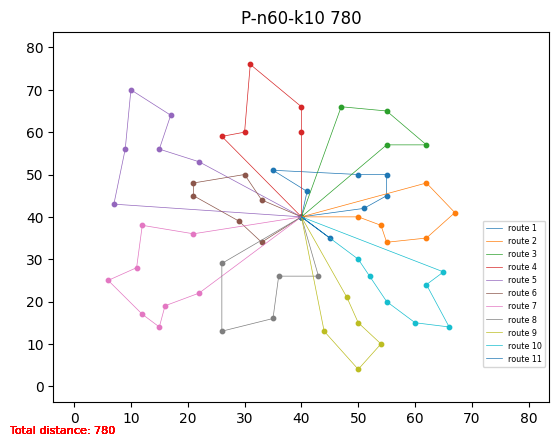 P-n60-k10 780
80
70
60
50
40
30
20
10
0
0 10 20 30 40 50 60 70 80
route 1
route 2
route 3
route 4
route 5
route 6
route 7
route 8
route 9
route 10
route 11
Total distance: 780